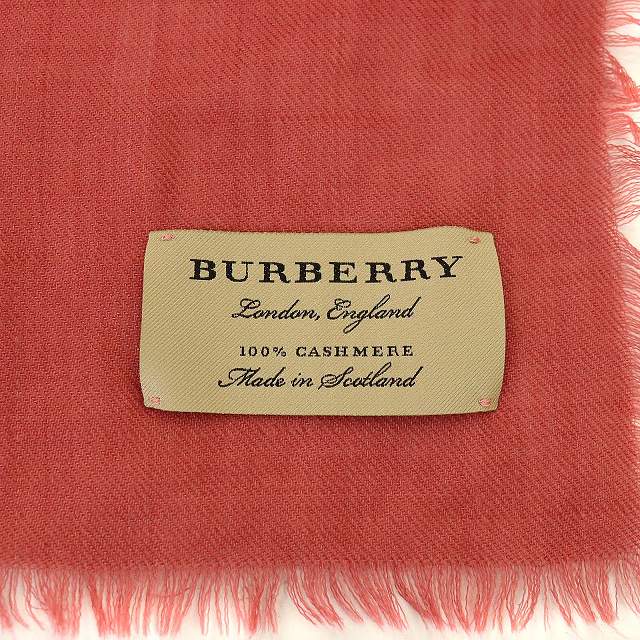 BURBERRY
London, England
100% CASHMERE
Made in Scotland